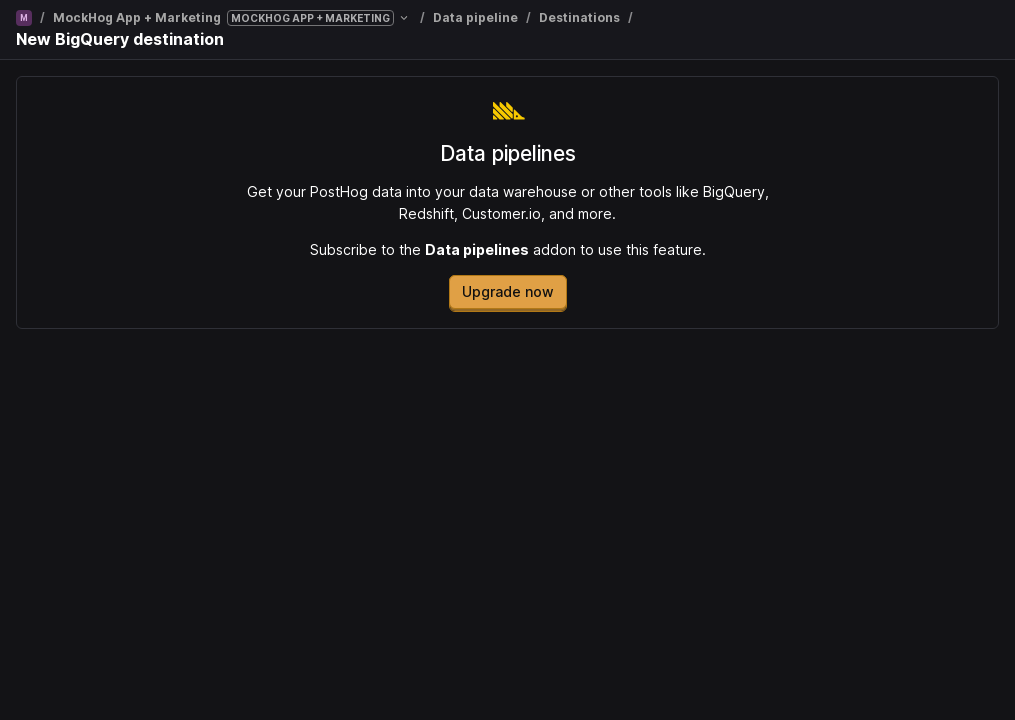 M / MockHog App + Marketing MOCKHOG APP + MARKETING / Data pipeline / Destinations /
New BigQuery destination
Data pipelines
Get your PostHog data into your data warehouse or other tools like BigQuery,
Redshift, Customer.io, and more.
Subscribe to the Data pipelines addon to use this feature.
Upgrade now